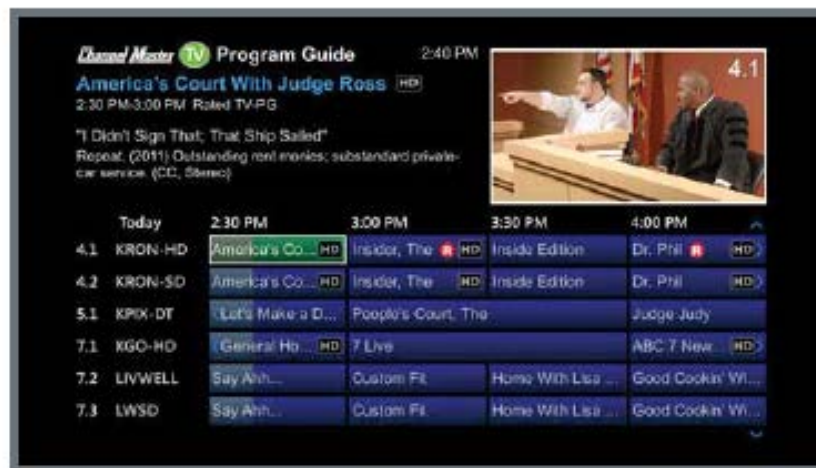 Channel Master TV Program Guide 2:40 PM
4.1
America's Court With Judge Ross HD
2:30 PM-3:00 PM Rated TV-PG
"I Didn't Sign That; That Ship Sailed"
Repeat. (2011) Outstanding rent monies; substandard private-
car service. (CC, Stereo)
Today 2:30 PM 3:00 PM 3:30 PM 4:00 PM
4.1 KRON-HD America's Co... HD Insider, The R HD Inside Edition Dr. Phil R HD
4.2 KRON-SD America's Co... HD Insider, The HD Inside Edition Dr. Phil HD
5.1 KPIX-DT Let's Make a D... People's Court, The Judge Judy
7.1 KGO-HD General Ho... HD 7 Live ABC 7 New... HD
7.2 LIVWELL Say Ahh... Custom Fit Home With Lisa ... Good Cookin' Wi...
7.3 LWSD Say Ahh... Custom Fit Home With Lisa ... Good Cookin' Wi...